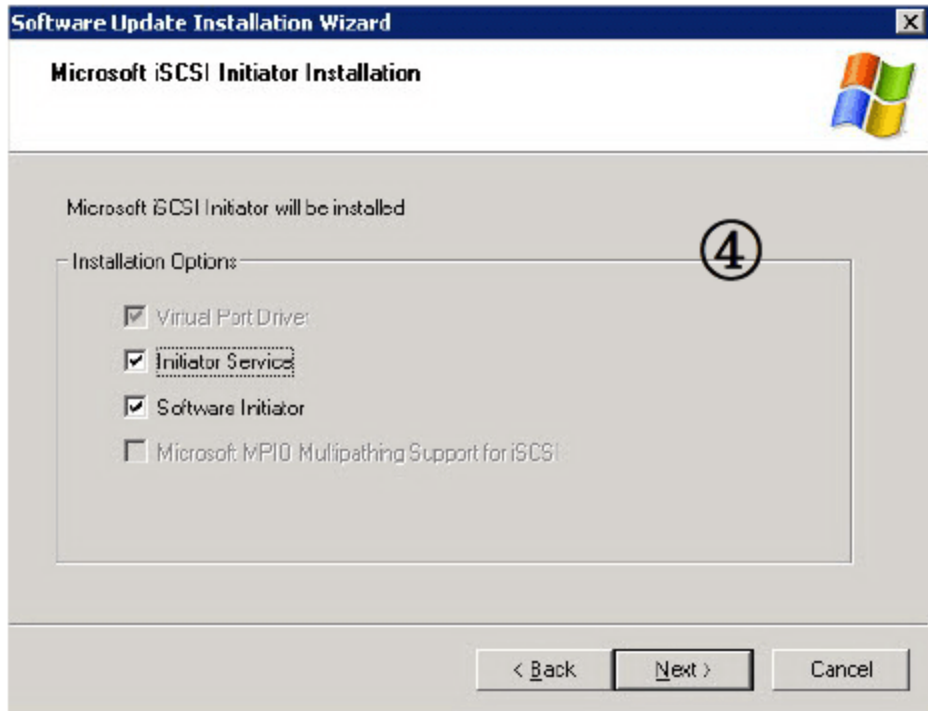 Software Update Installation Wizard
Microsoft iSCSI Initiator Installation
Microsoft iSCSI Initiator will be installed
④
Installation Options
Virtual Port Driver
Initiator Service
Software Initiator
Microsoft MPIO Multipathing Support for iSCSI
< Back
Next >
Cancel